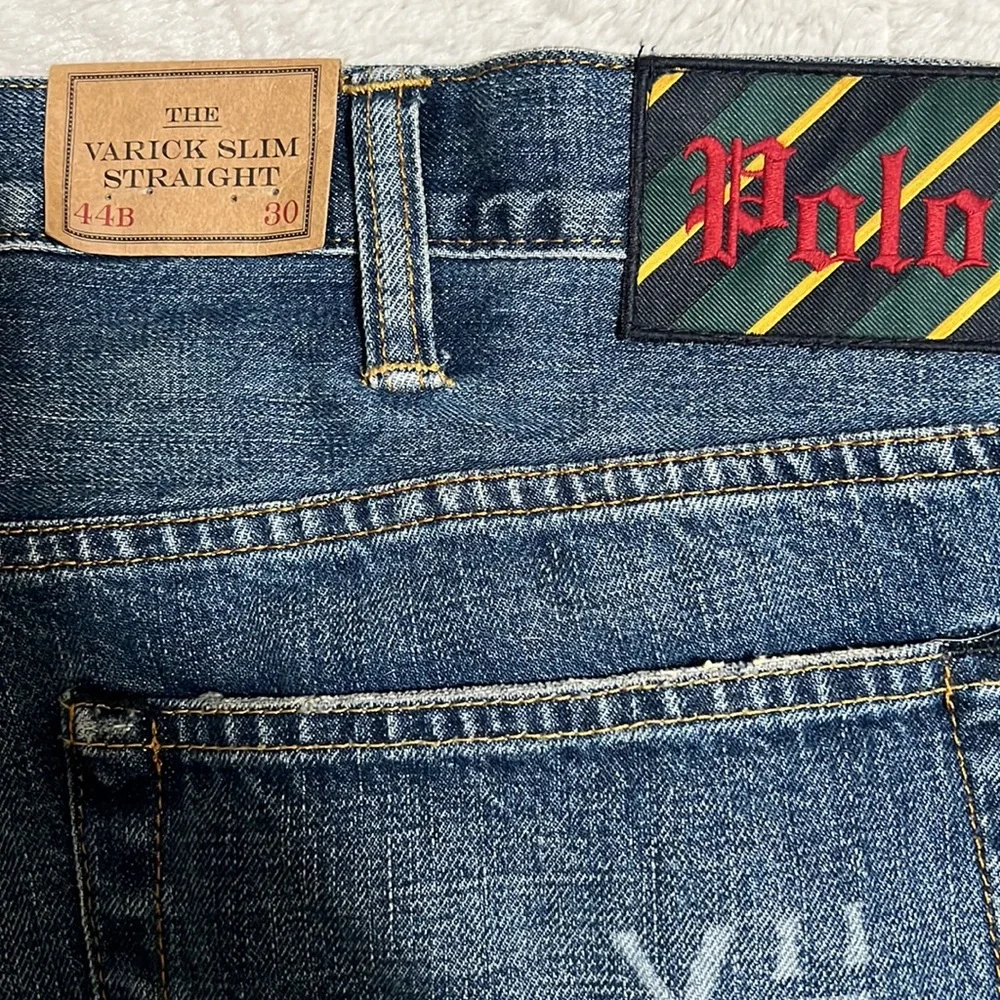 THE
VARICK SLIM
STRAIGHT
44B 30
Polo